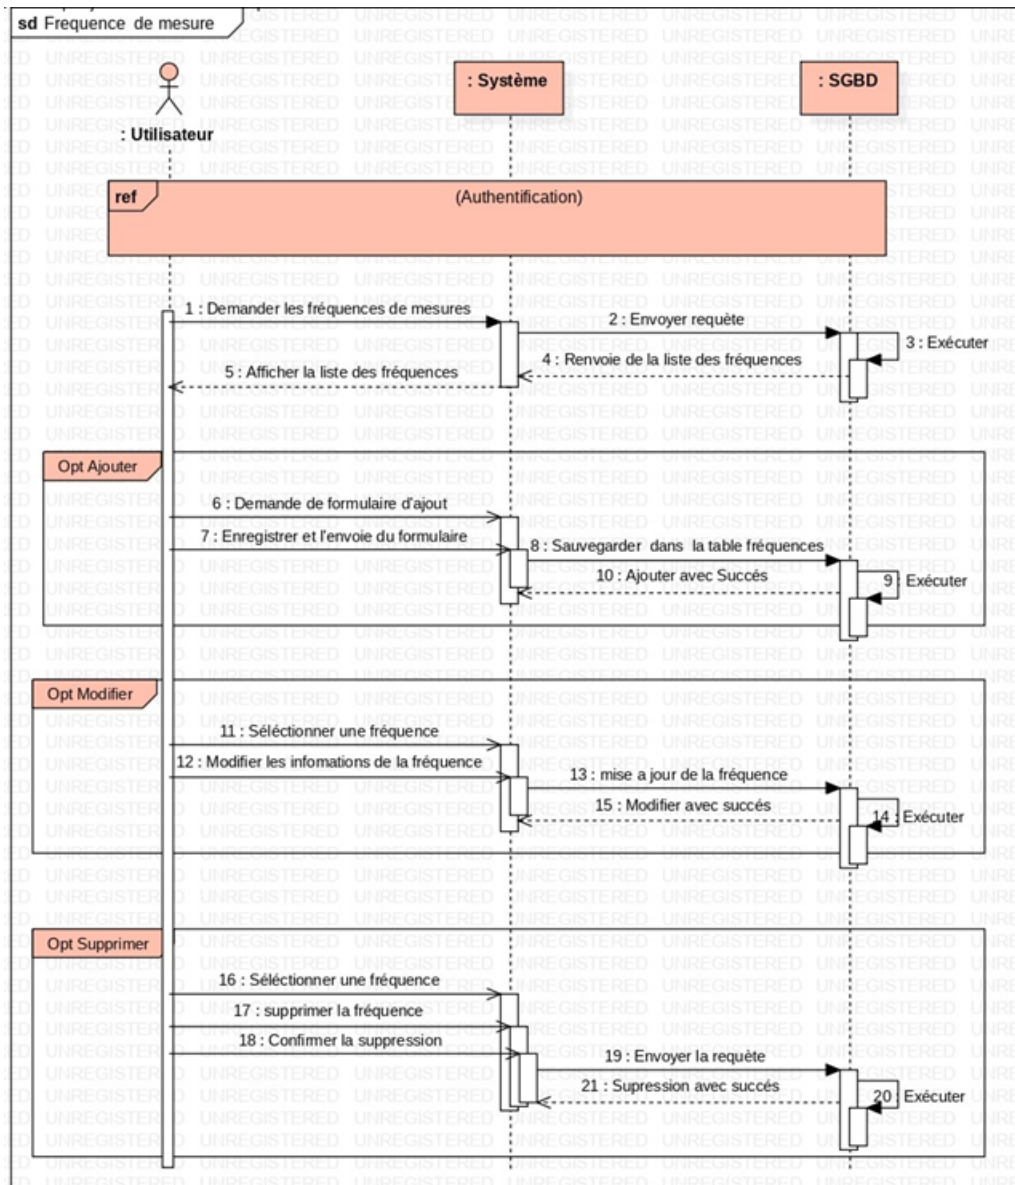 sd Frequence de mesure
: Utilisateur
: Système
: SGBD
ref
(Authentification)
1 : Demander les fréquences de mesures
2 : Envoyer requète
3 : Exécuter
4 : Renvoie de la liste des fréquences
5 : Afficher la liste des fréquences
Opt Ajouter
6 : Demande de formulaire d'ajout
7 : Enregistrer et l'envoie du formulaire
8 : Sauvegarder dans la table fréquences
10 : Ajouter avec Succés
9 : Exécuter
Opt Modifier
11 : Séléctionner une fréquence
12 : Modifier les infomations de la fréquence
13 : mise a jour de la fréquence
15 : Modifier avec succés
14 : Exécuter
Opt Supprimer
16 : Séléctionner une fréquence
17 : supprimer la fréquence
18 : Confirmer la suppression
19 : Envoyer la requète
21 : Supression avec succés
20 : Exécuter
UNREGISTERED